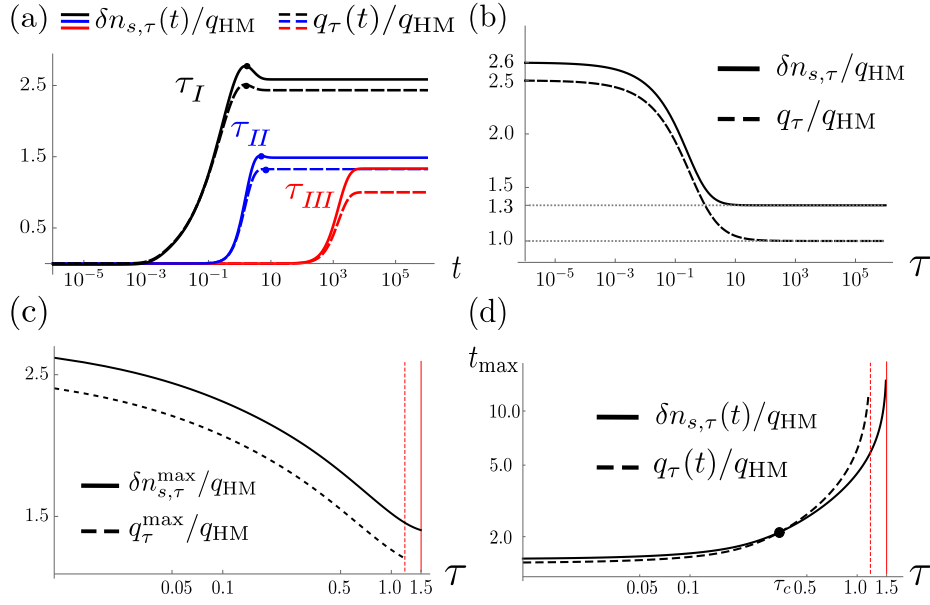 (a) δn_{s,τ}(t)/q_HM q_τ(t)/q_HM
2.5
1.5
0.5
τ_I
τ_II
τ_III
10^{-5} 10^{-3} 10^{-1} 10 10^3 10^5 t
(b)
2.6
2.5
2.0
1.5
1.3
1.0
δn_{s,τ}/q_HM
q_τ/q_HM
10^{-5} 10^{-3} 10^{-1} 10 10^3 10^5 τ
(c)
2.5
1.5
δn_{s,τ}^{max}/q_HM
q_τ^{max}/q_HM
0.05 0.1 0.5 1.0 1.5 τ
(d)
t_max
10.0
5.0
2.0
δn_{s,τ}(t)/q_HM
q_τ(t)/q_HM
0.05 0.1 τ_c 0.5 1.0 1.5 τ